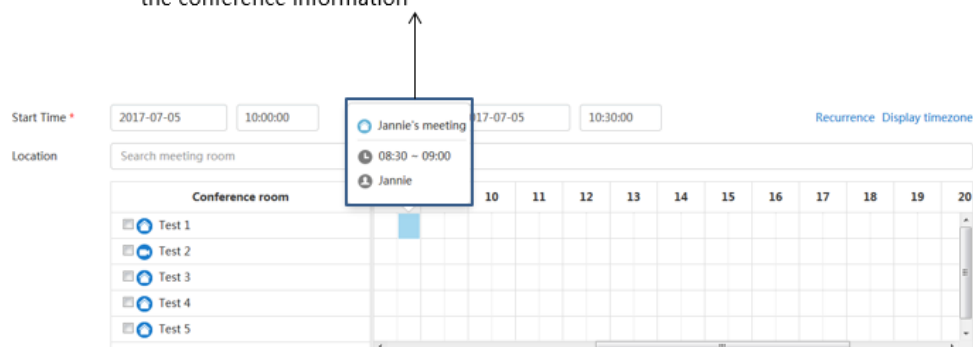 the conference information
Start Time * 2017-07-05 10:00:00 17-07-05 10:30:00 Recurrence Display timezone
Jannie's meeting
08:30 ~ 09:00
Jannie
Location Search meeting room
Conference room 10 11 12 13 14 15 16 17 18 19 20
Test 1
Test 2
Test 3
Test 4
Test 5